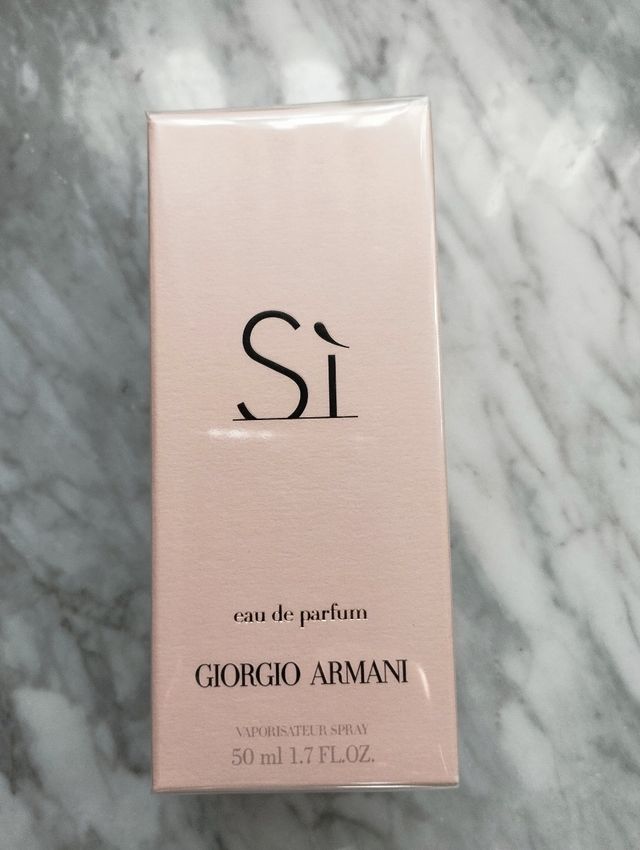 Sì
eau de parfum
GIORGIO ARMANI
VAPORISATEUR SPRAY
50 ml 1.7 FL.OZ.